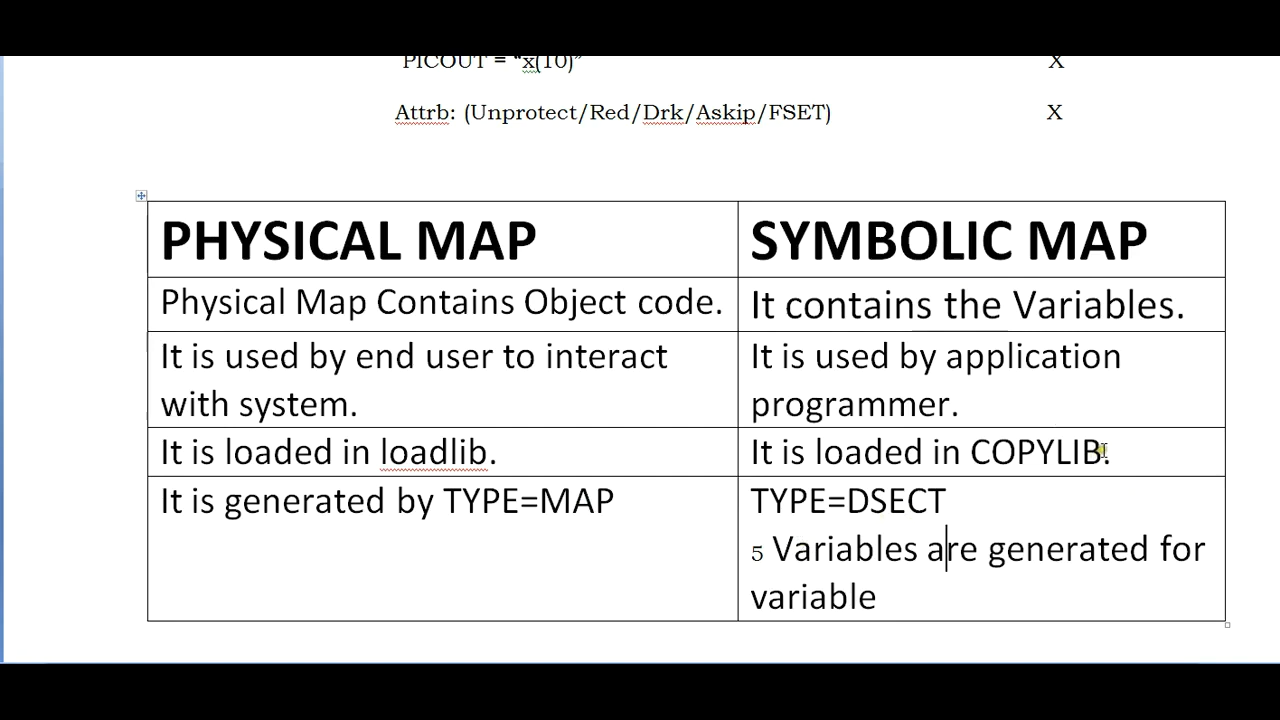 PICOUT = “x(10)” X
Attrb: (Unprotect/Red/Drk/Askip/FSET) X
PHYSICAL MAP SYMBOLIC MAP
Physical Map Contains Object code. It contains the Variables.
It is used by end user to interact It is used by application
with system. programmer.
It is loaded in loadlib. It is loaded in COPYLIB.
It is generated by TYPE=MAP TYPE=DSECT
5 Variables are generated for
variable